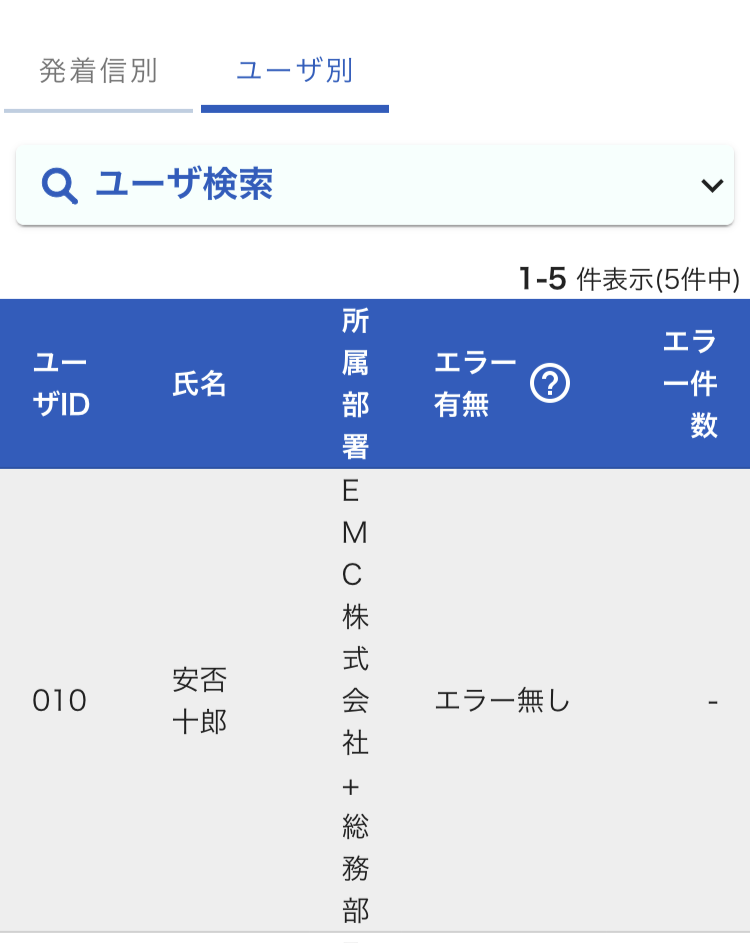 発着信別
ユーザ別
ユーザ検索
1-5 件表示(5件中)
ユー
ザID
氏名
所
属
部
署
エラー
有無
?
エラ
ー件
数
010
安否
十郎
E
M
C
株
式
会
社
+
総
務
部
エラー無し
-